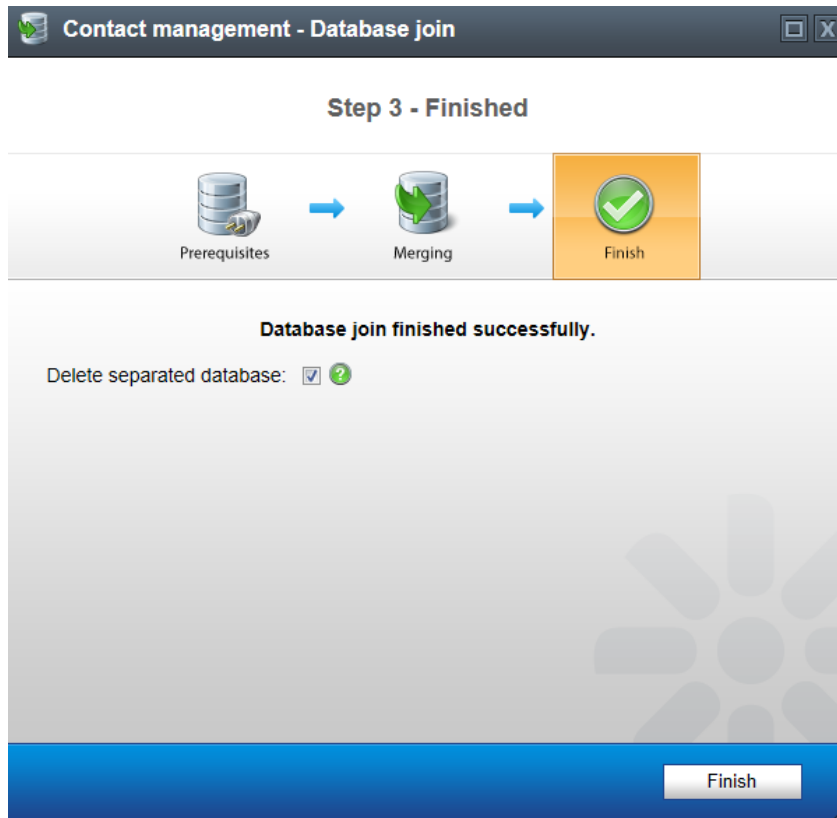 Contact management - Database join
X
Step 3 - Finished
Prerequisites
Merging
Finish
Database join finished successfully.
Delete separated database:
?
Finish